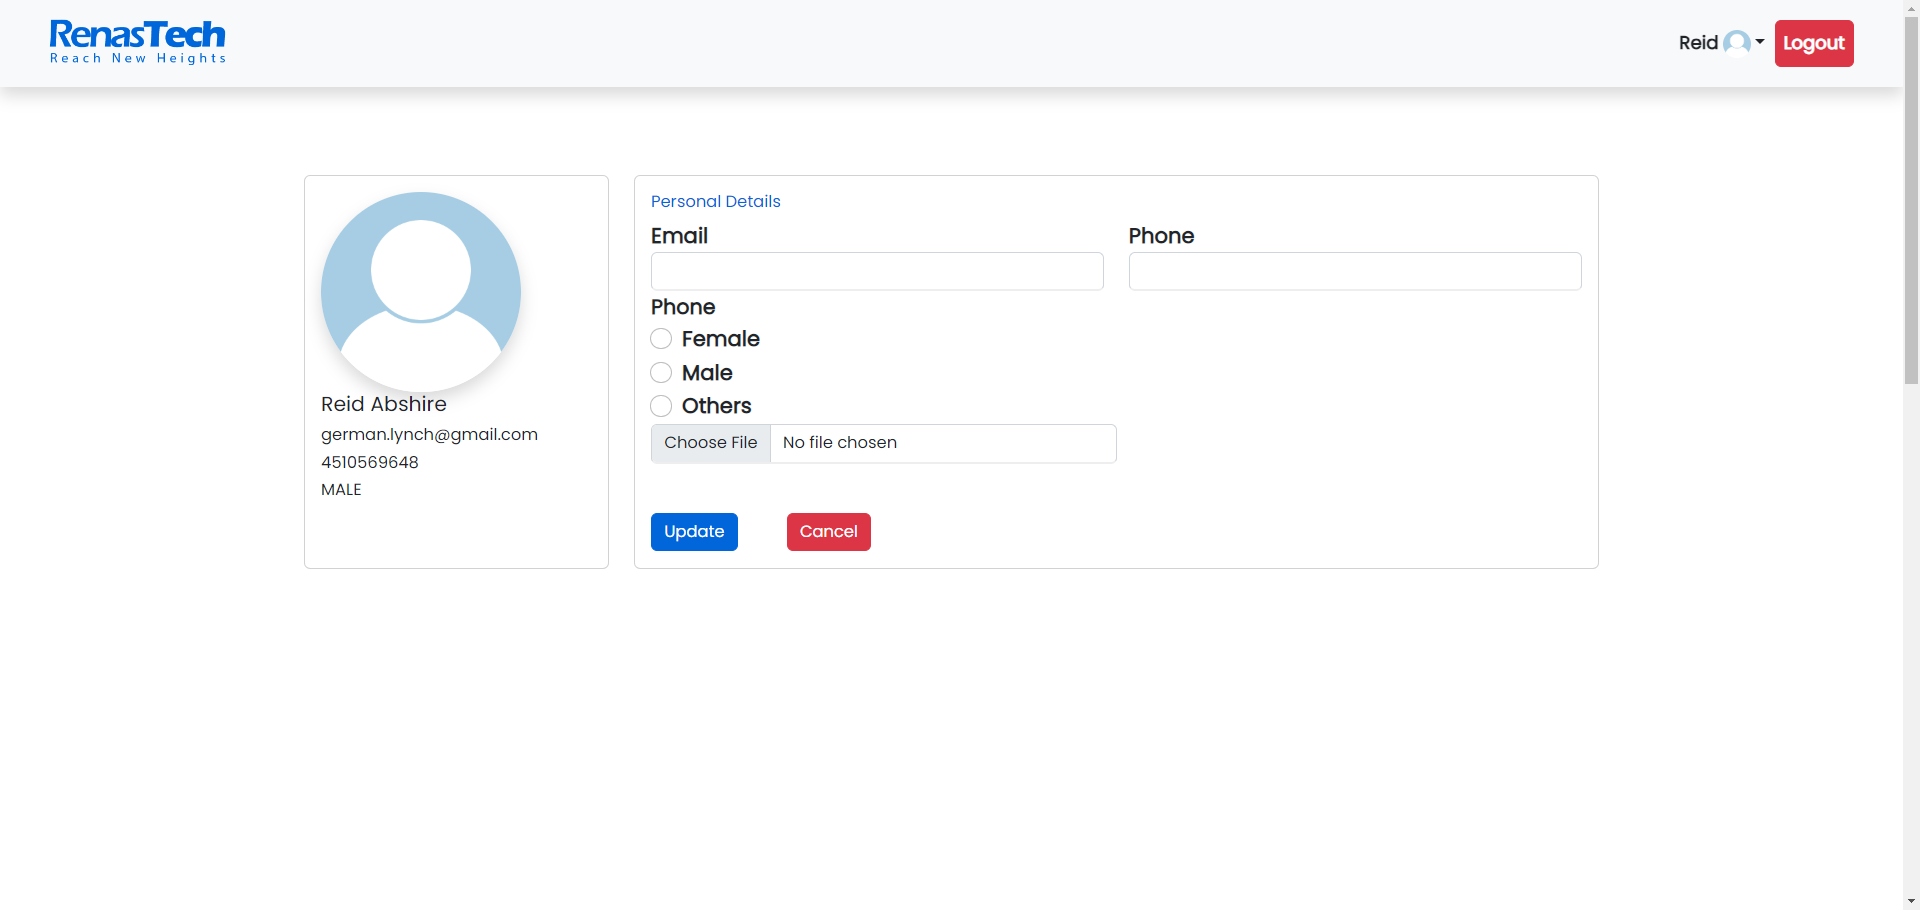 RenasTech
Reach New Heights
Reid
Logout
Reid Abshire
german.lynch@gmail.com
4510569648
MALE
Personal Details
Email
Phone
Phone
Female
Male
Others
Choose File No file chosen
Update
Cancel